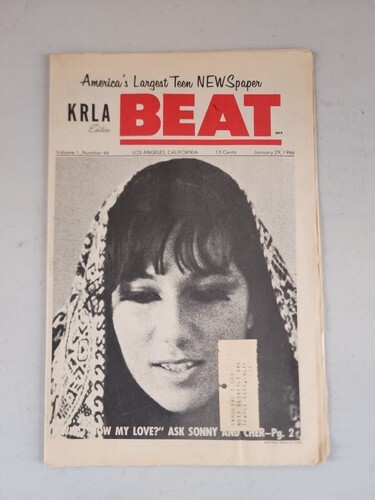 America's Largest Teen NEWSpaper
KRLA
Edition
BEAT
Volume 1, Number 46 LOS ANGELES, CALIFORNIA 15 Cents January 29, 1966
MY LOVE?" ASK SONNY AND CHER—Pg. 2